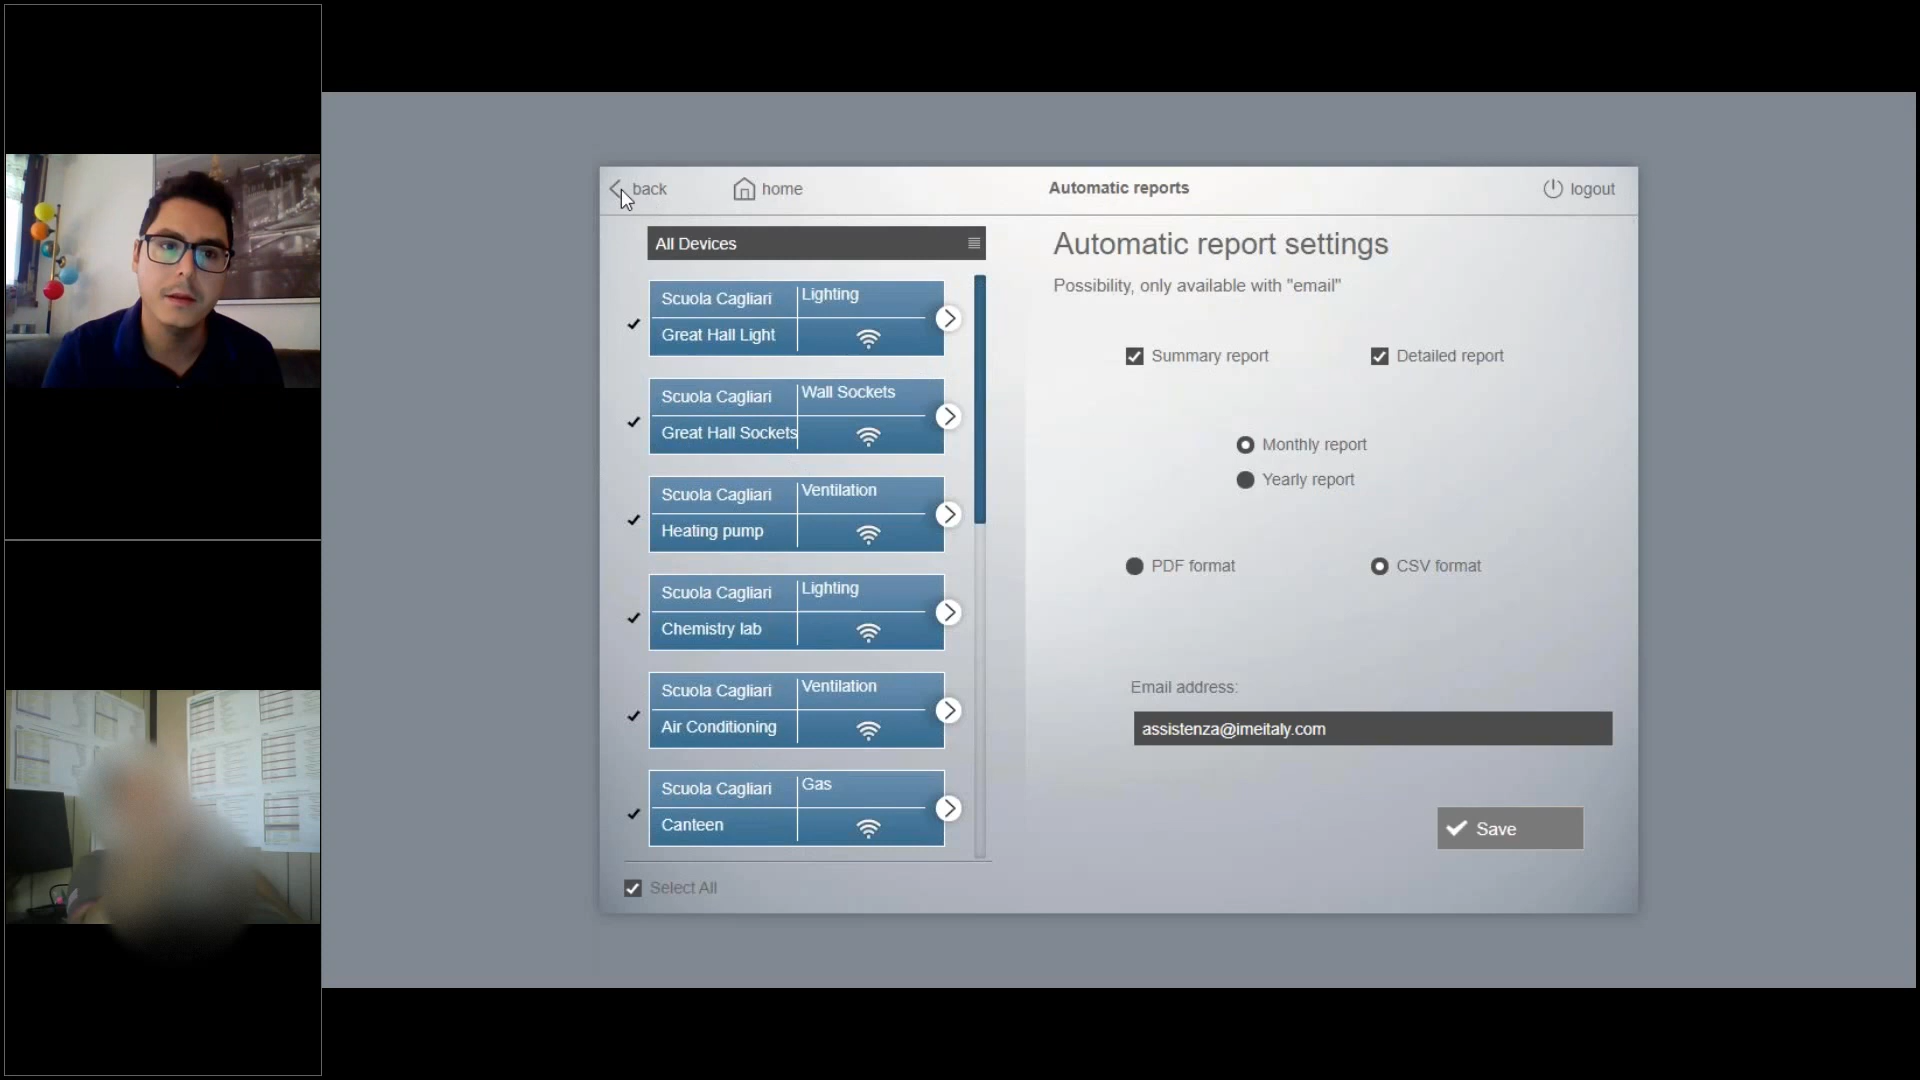 back
home
Automatic reports
logout
All Devices
Scuola Cagliari
Lighting
Great Hall Light
Scuola Cagliari
Wall Sockets
Great Hall Sockets
Scuola Cagliari
Ventilation
Heating pump
Scuola Cagliari
Lighting
Chemistry lab
Scuola Cagliari
Ventilation
Air Conditioning
Scuola Cagliari
Gas
Canteen
Select All
Automatic report settings
Possibility, only available with "email"
Summary report
Detailed report
Monthly report
Yearly report
PDF format
CSV format
Email address:
assistenza@imeitaly.com
Save